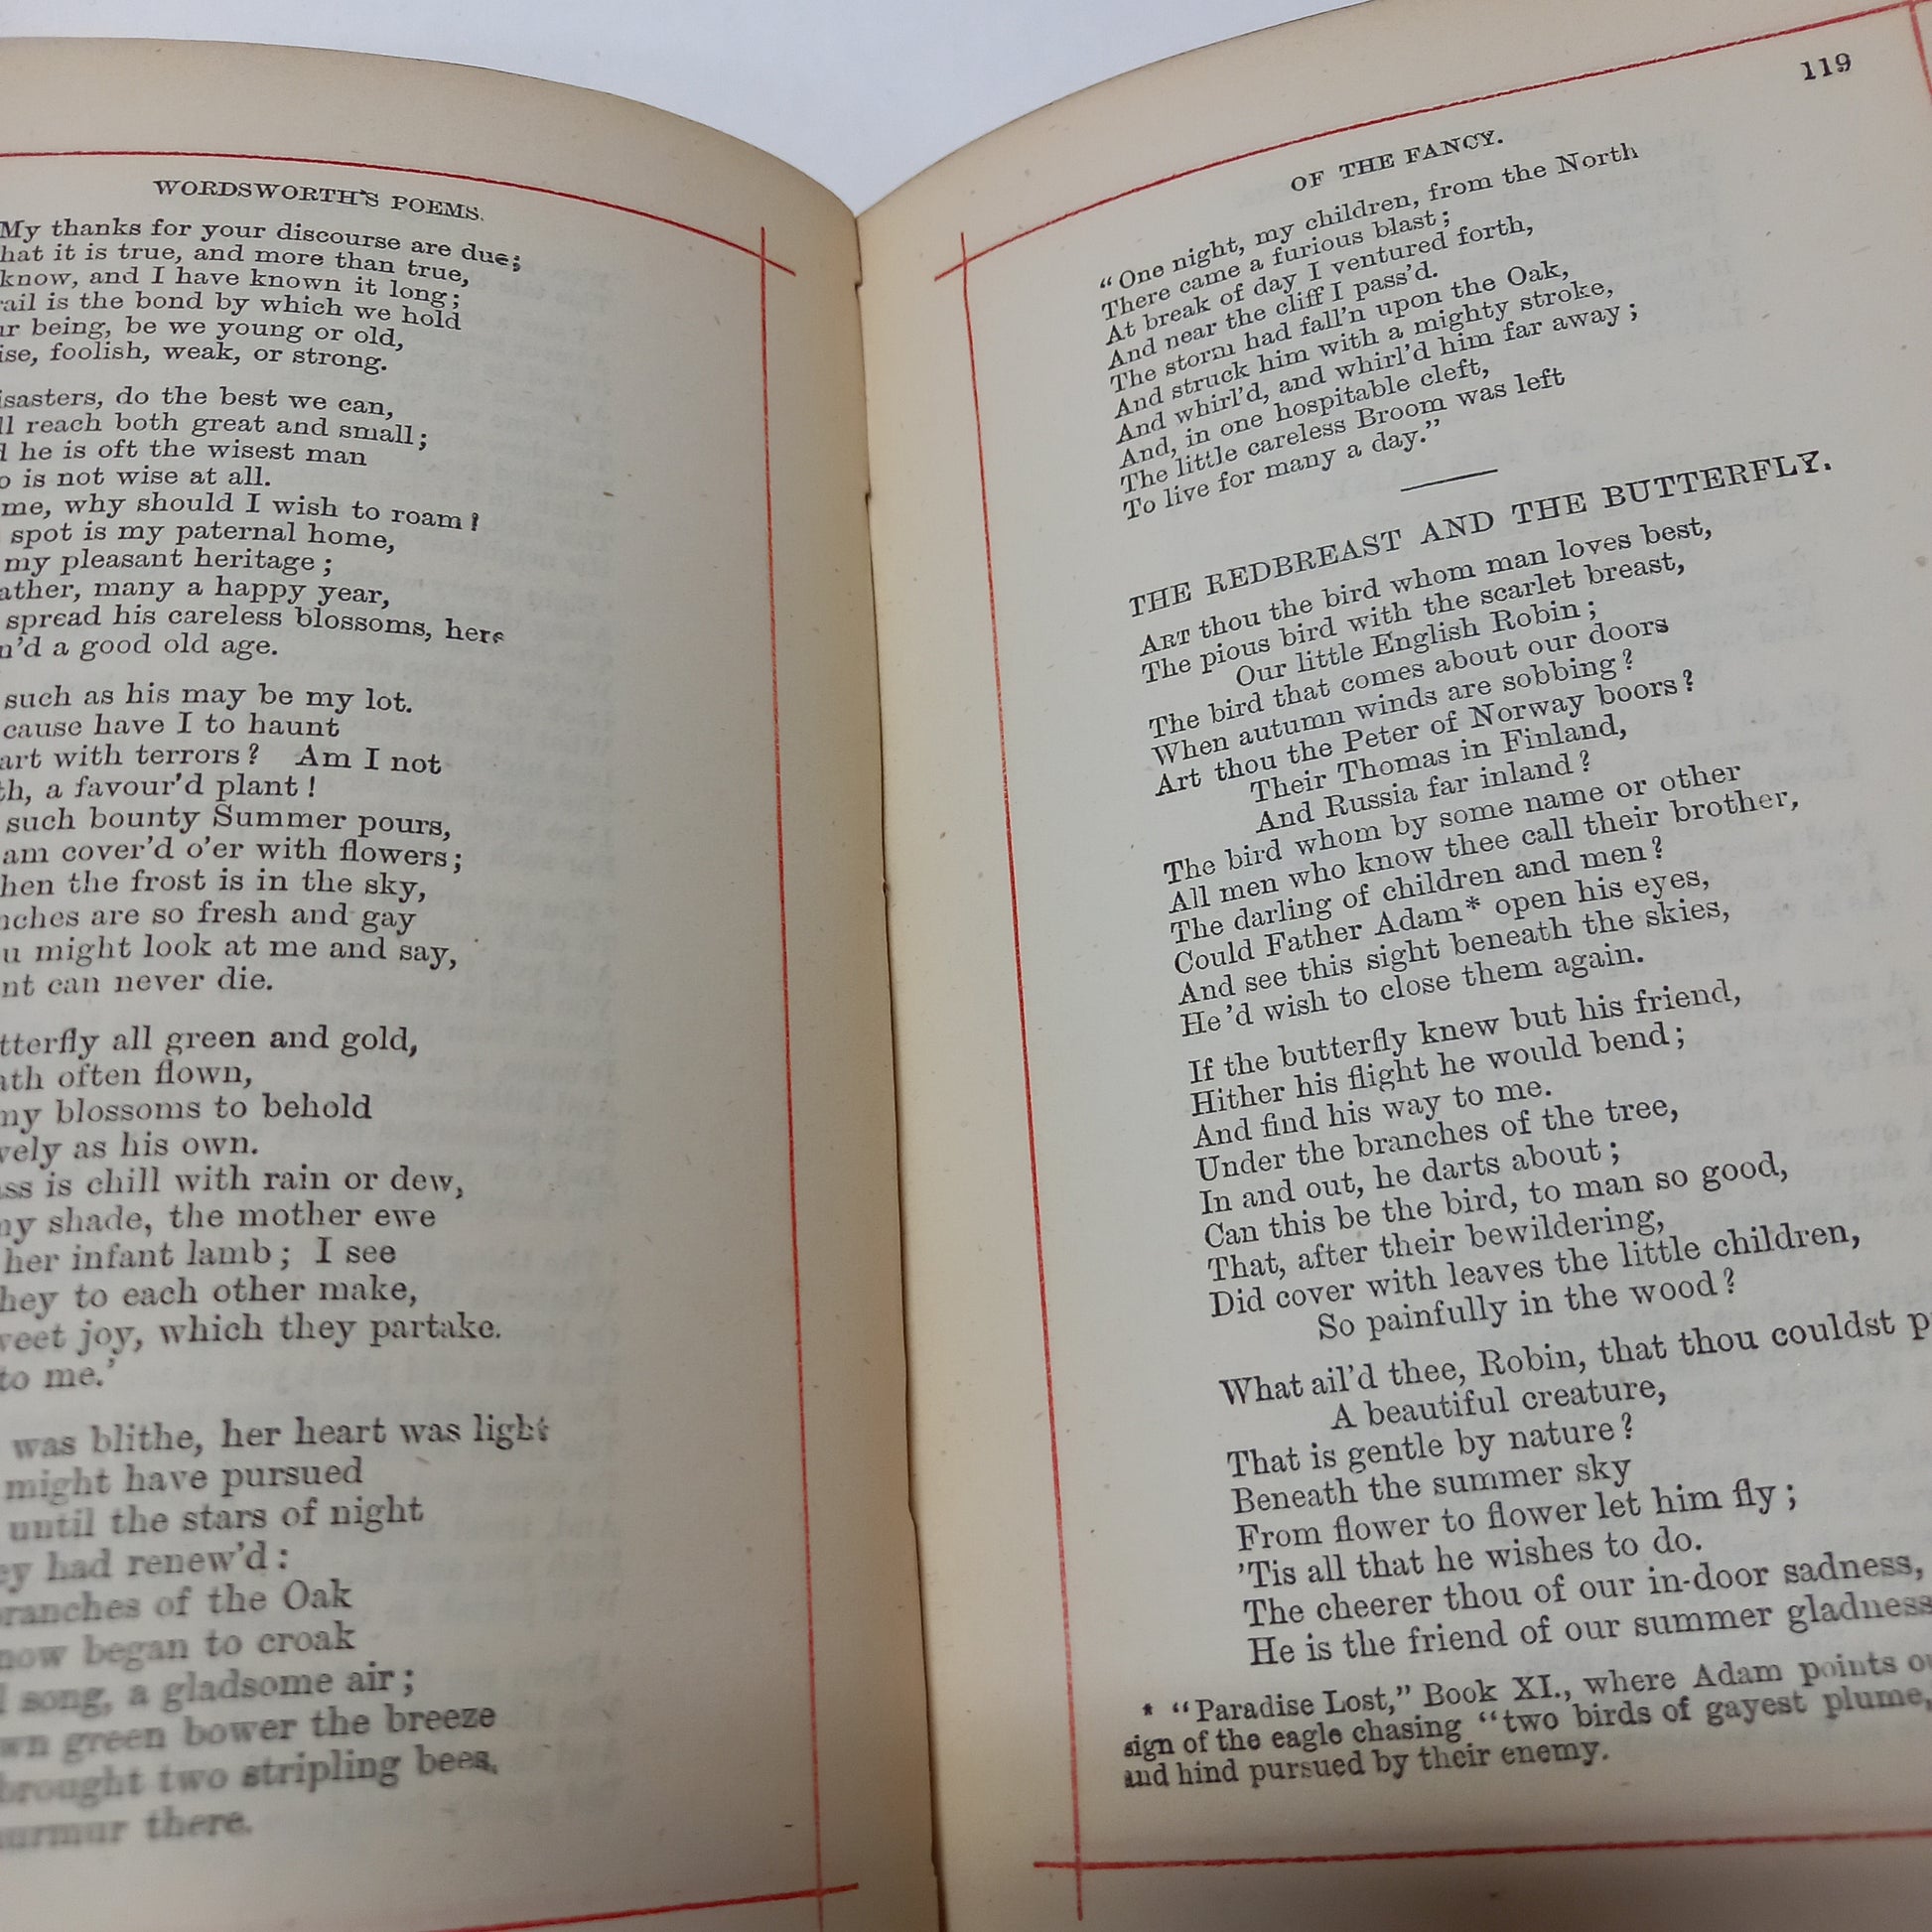 WORDSWORTH'S POEMS.
My thanks for your discourse are due;
hat it is true, and more than true,
know, and I have known it long;
rail is the bond by which we hold
ur being, be we young or old,
ise, foolish, weak, or strong.
isasters, do the best we can,
ll reach both great and small;
d he is oft the wisest man
o is not wise at all.
me, why should I wish to roam?
spot is my paternal home,
my pleasant heritage;
ather, many a happy year,
spread his careless blossoms, here
n'd a good old age.
such as his may be my lot.
cause have I to haunt
art with terrors? Am I not
th, a favour'd plant!
such bounty Summer pours,
am cover'd o'er with flowers;
hen the frost is in the sky,
nches are so fresh and gay
u might look at me and say,
nt can never die.
tterfly all green and gold,
ath often flown,
my blossoms to behold
vely as his own.
ass is chill with rain or dew,
my shade, the mother ewe
her infant lamb; I see
hey to each other make,
weet joy, which they partake.
to me.'
was blithe, her heart was light
might have pursued
until the stars of night
ey had renew'd:
branches of the Oak
now began to croak
l song, a gladsome air;
wn green bower the breeze
brought two stripling bees,
murmur there.
119
OF THE FANCY.
"One night, my children, from the North
There came a furious blast;
At break of day I ventured forth,
And near the cliff I pass'd.
The storm had fall'n upon the Oak,
And struck him with a mighty stroke,
And whirl'd, and whirl'd him far away;
And, in one hospitable cleft,
The little careless Broom was left
To live for many a day."
THE REDBREAST AND THE BUTTERFLY.
ART thou the bird whom man loves best,
The pious bird with the scarlet breast,
Our little English Robin;
The bird that comes about our doors
When autumn winds are sobbing?
Art thou the Peter of Norway boors?
Their Thomas in Finland,
And Russia far inland?
The bird whom by some name or other
All men who know thee call their brother,
The darling of children and men?
Could Father Adam* open his eyes,
And see this sight beneath the skies,
He'd wish to close them again.
If the butterfly knew but his friend,
Hither his flight he would bend;
And find his way to me.
Under the branches of the tree,
In and out, he darts about;
Can this be the bird, to man so good,
That, after their bewildering,
Did cover with leaves the little children,
So painfully in the wood?
What ail'd thee, Robin, that thou couldst p
A beautiful creature,
That is gentle by nature?
Beneath the summer sky
From flower to flower let him fly;
'Tis all that he wishes to do.
The cheerer thou of our in-door sadness,
He is the friend of our summer gladness
* "Paradise Lost," Book XI., where Adam points ou
sign of the eagle chasing "two birds of gayest plume,
and hind pursued by their enemy.